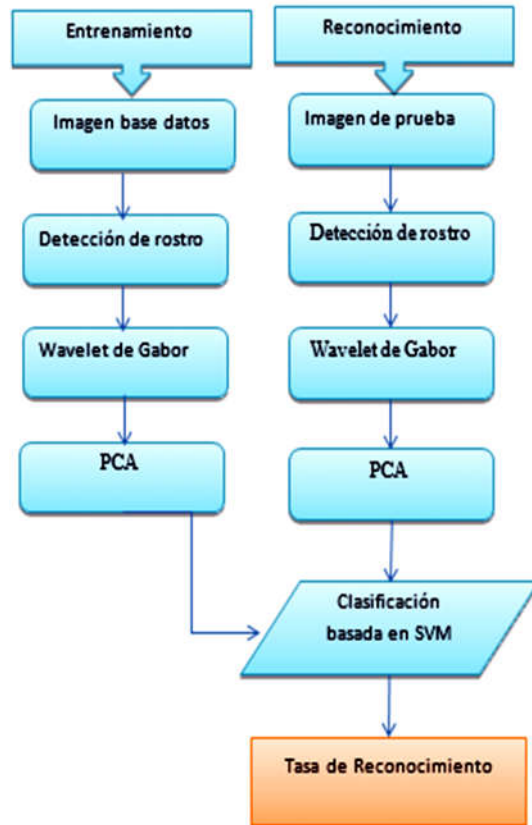 Entrenamiento
Imagen base datos
Detección de rostro
Wavelet de Gabor
PCA
Reconocimiento
Imagen de prueba
Detección de rostro
Wavelet de Gabor
PCA
Clasificación
basada en SVM
Tasa de Reconocimiento